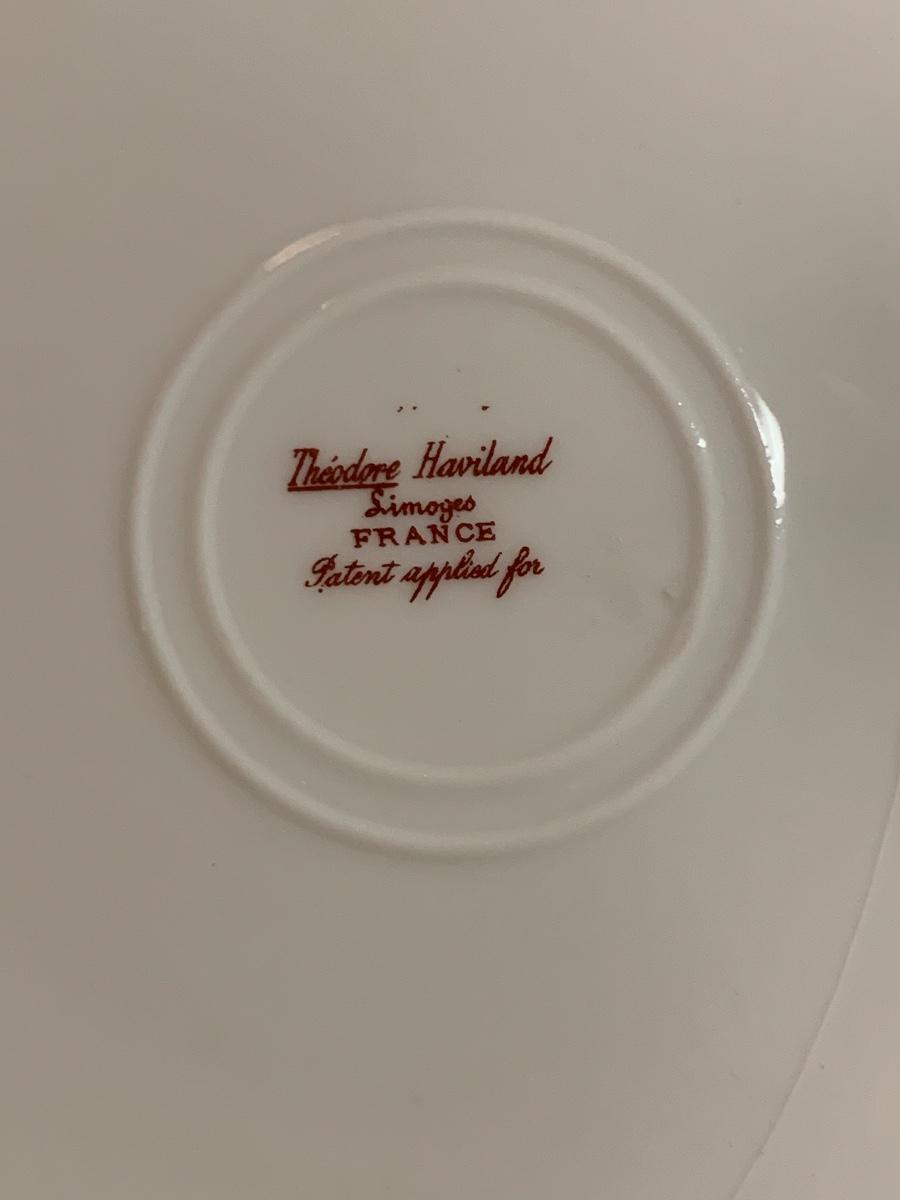 Théodore Haviland
Limoges
FRANCE
Patent applied for